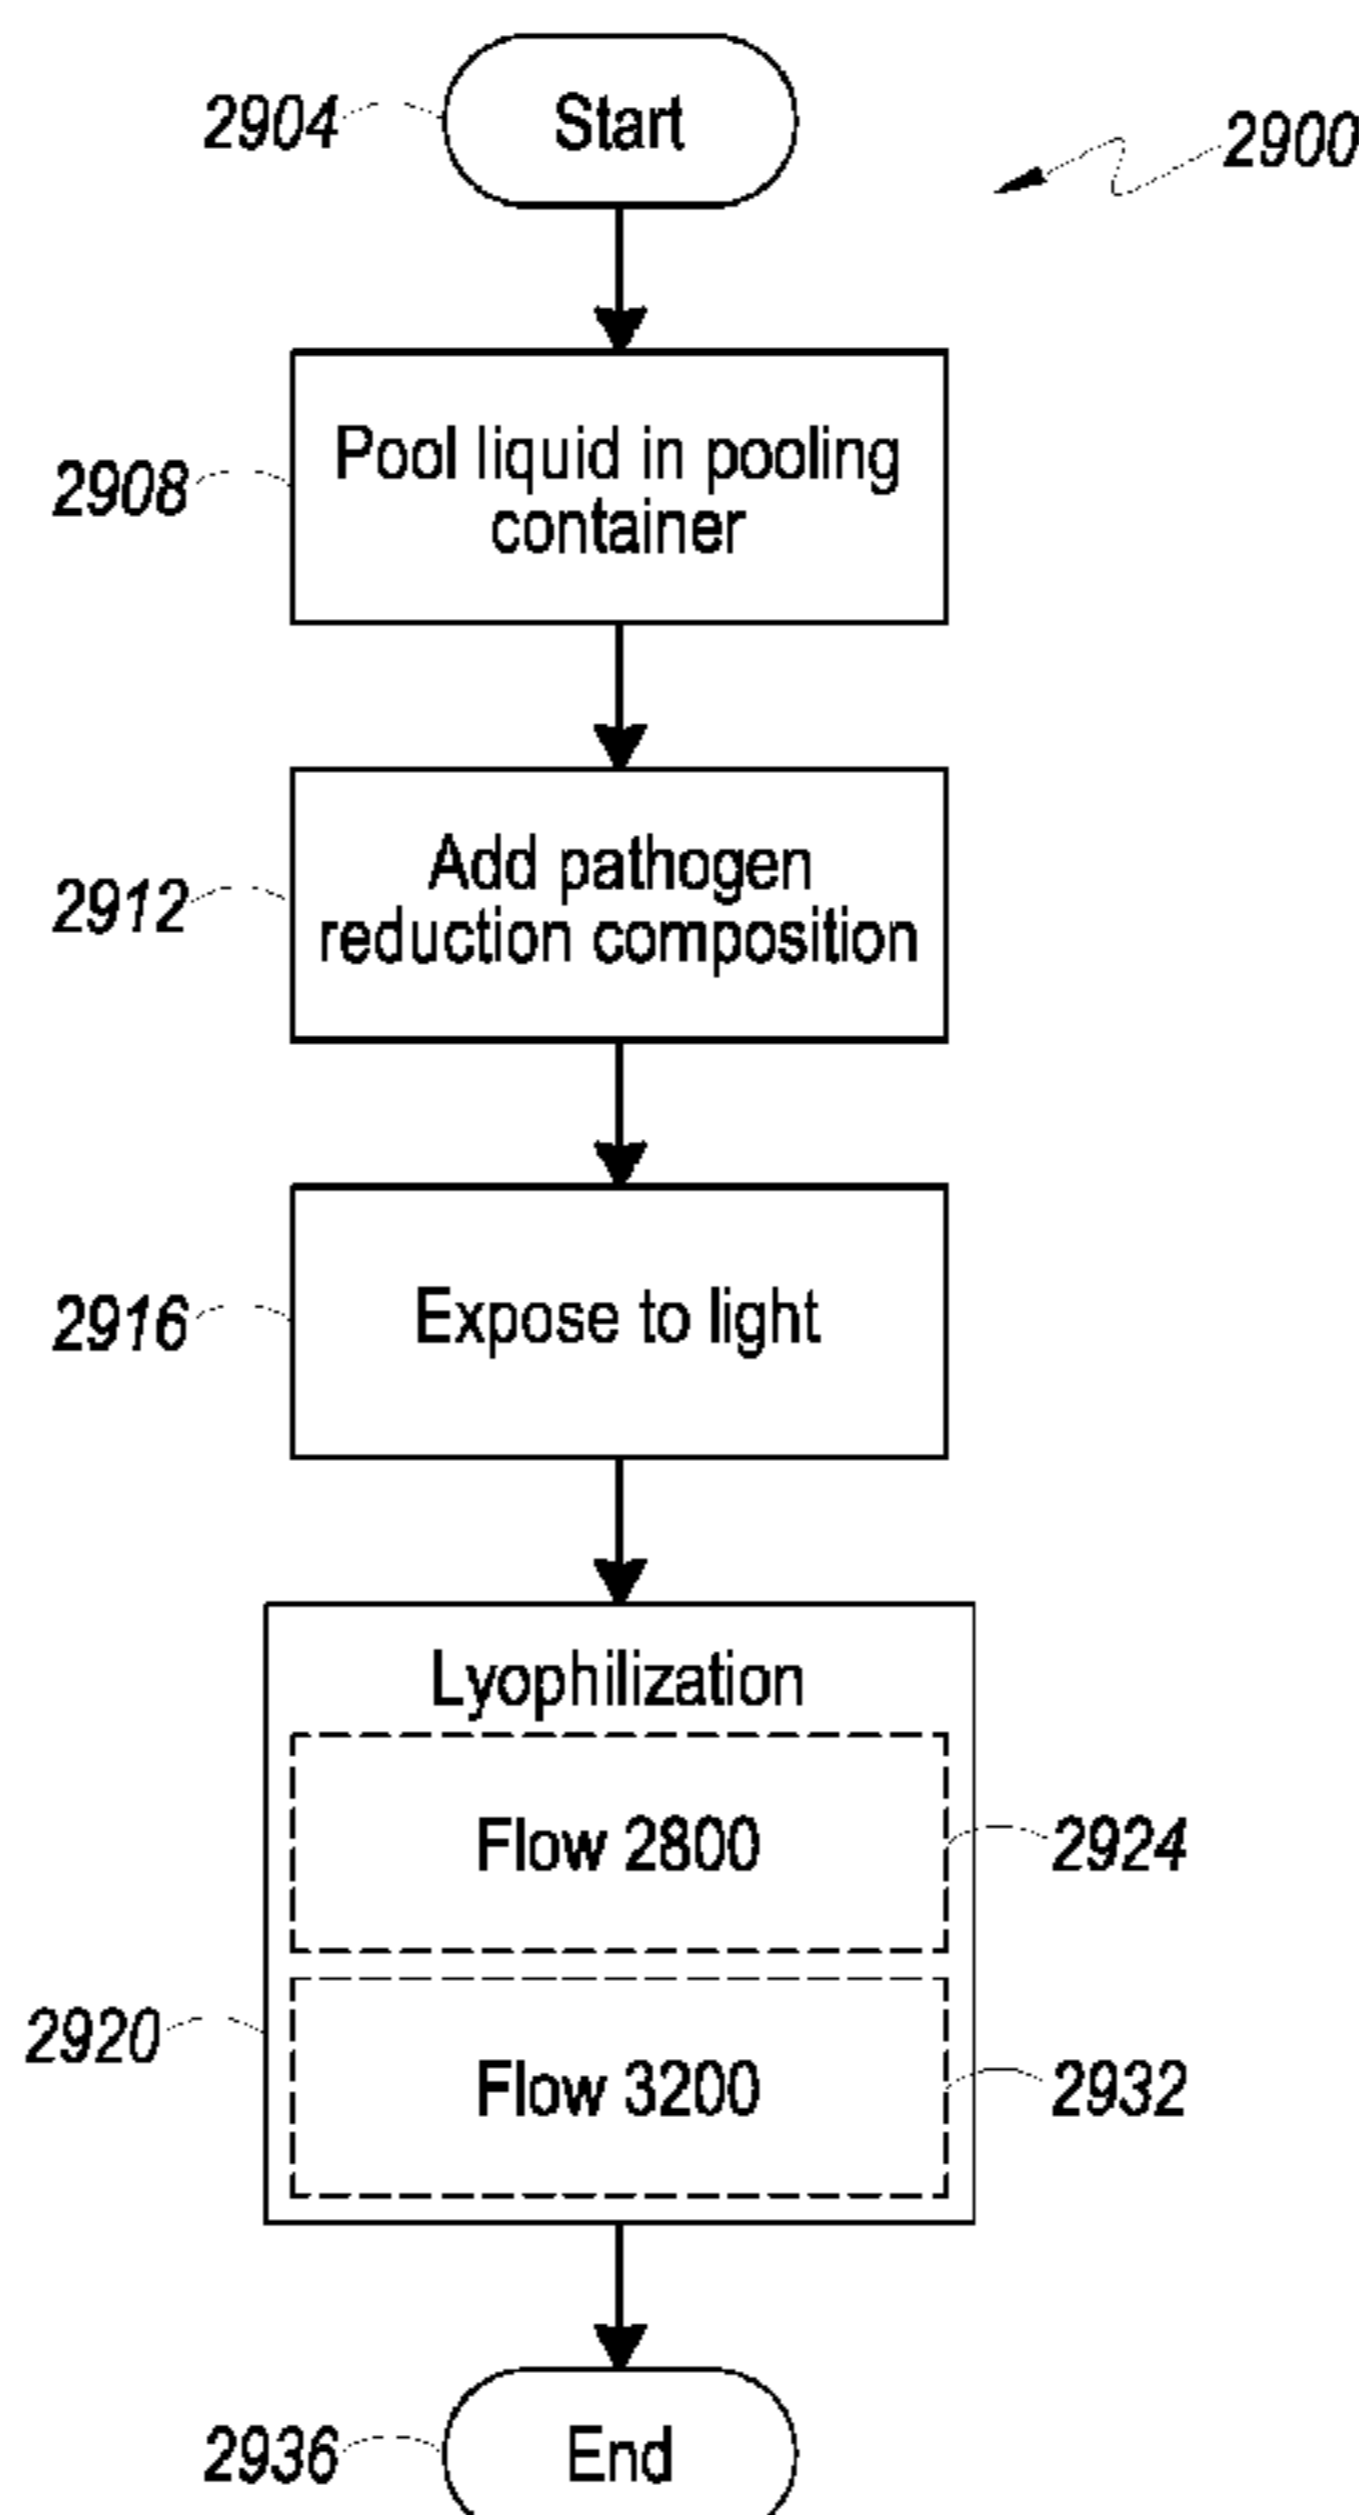 2904
Start
2900
2908
Pool liquid in pooling
container
2912
Add pathogen
reduction composition
2916
Expose to light
Lyophilization
Flow 2800
2924
2920
Flow 3200
2932
2936
End